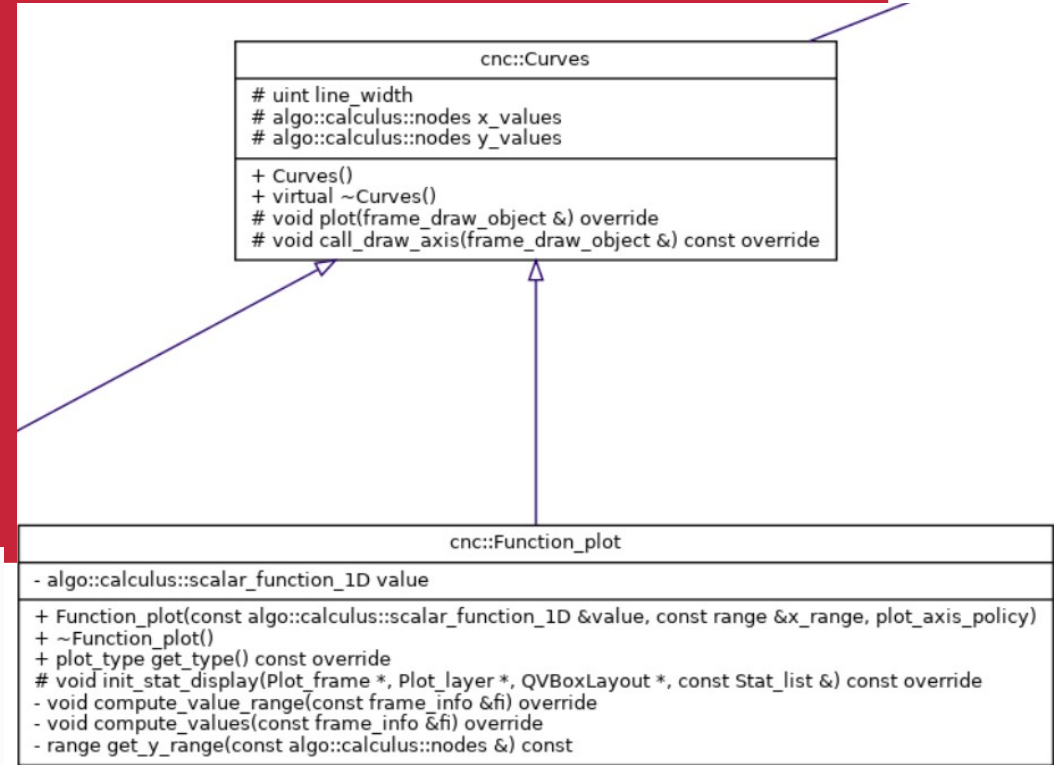 cnc::Curves
# uint line_width
# algo::calculus::nodes x_values
# algo::calculus::nodes y_values
+ Curves()
+ virtual ~Curves()
# void plot(frame_draw_object &) override
# void call_draw_axis(frame_draw_object &) const override
cnc::Function_plot
- algo::calculus::scalar_function_1D value
+ Function_plot(const algo::calculus::scalar_function_1D &value, const range &x_range, plot_axis_policy)
+ ~Function_plot()
+ plot_type get_type() const override
# void init_stat_display(Plot_frame *, Plot_layer *, QVBoxLayout *, const Stat_list &) const override
- void compute_value_range(const frame_info &fi) override
- void compute_values(const frame_info &fi) override
- range get_y_range(const algo::calculus::nodes &) const